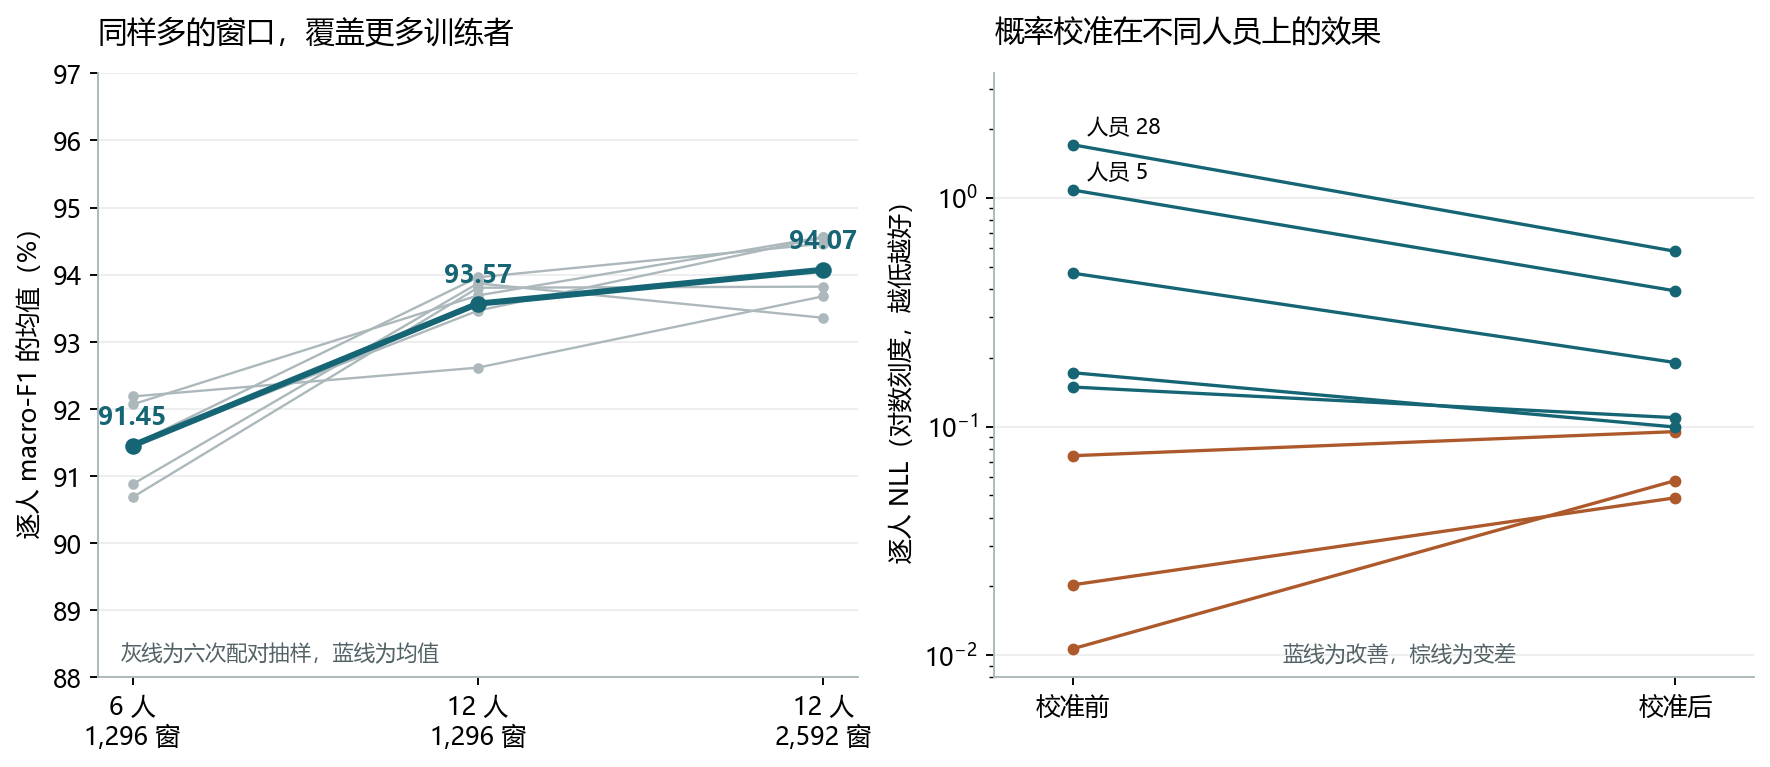 同样多的窗口，覆盖更多训练者
逐人 macro-F1 的均值（%）
97
96
95
94
93
92
91
90
89
88
91.45
93.57
94.07
灰线为六次配对抽样，蓝线为均值
6 人
1,296 窗
12 人
1,296 窗
12 人
2,592 窗
概率校准在不同人员上的效果
逐人 NLL（对数刻度，越低越好）
10⁰
10⁻¹
10⁻²
人员 28
人员 5
蓝线为改善，棕线为变差
校准前
校准后